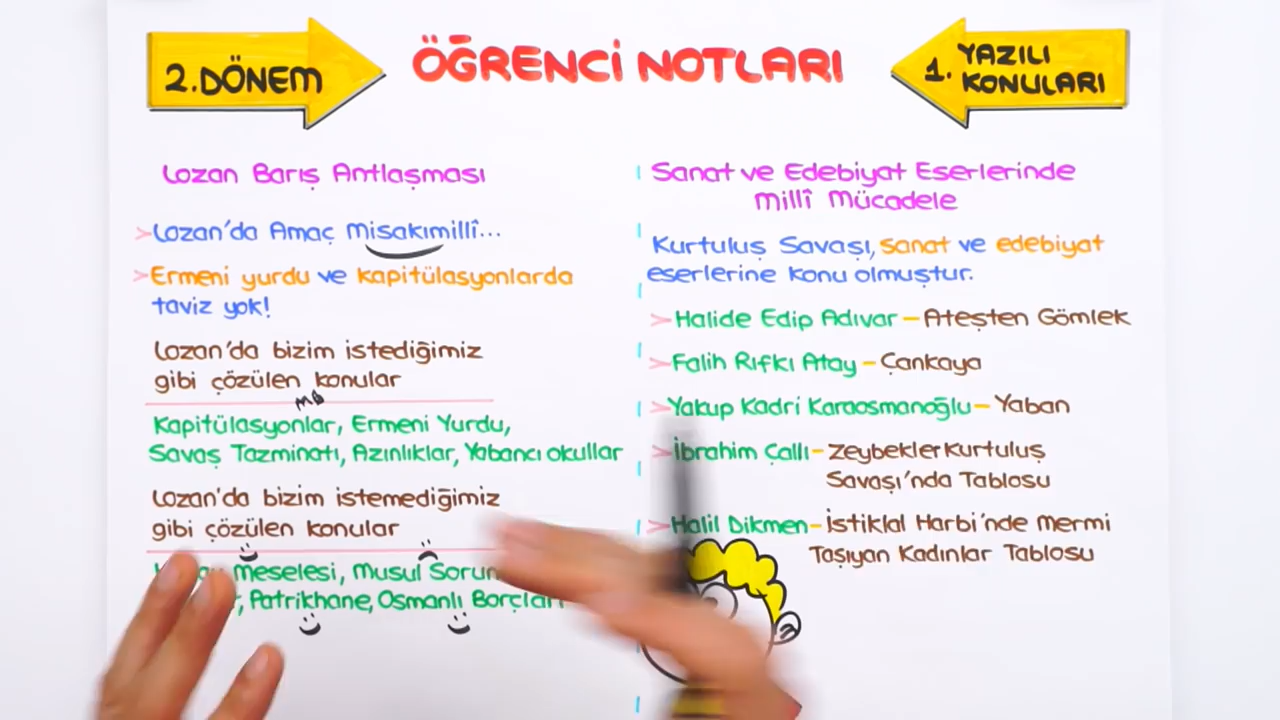 2. DÖNEM
ÖĞRENCİ NOTLARI
1. YAZILI
KONULARI
Lozan Barış Antlaşması
Lozan'da Amaç Misakımillî...
Ermeni yurdu ve kapitülasyonlarda
taviz yok!
Lozan'da bizim istediğimiz
gibi çözülen konular
Kapitülasyonlar, Ermeni Yurdu,
Savaş Tazminatı, Azınlıklar, Yabancı okullar
Lozan'da bizim istemediğimiz
gibi çözülen konular
Meselesi, Musul
Patrikhane, Osmanlı Borçları
Sanat ve Edebiyat Eserlerinde
Millî Mücadele
Kurtuluş Savaşı, sanat ve edebiyat
eserlerine konu olmuştur.
Halide Edip Adıvar - Ateşten Gömlek
Falih Rıfkı Atay - Çankaya
Yakup Kadri Karaosmanoğlu - Yaban
İbrahim Çallı - Zeybekler Kurtuluş
Savaşı'nda Tablosu
Halil Dikmen - İstiklal Harbi'nde Mermi
Taşıyan Kadınlar Tablosu